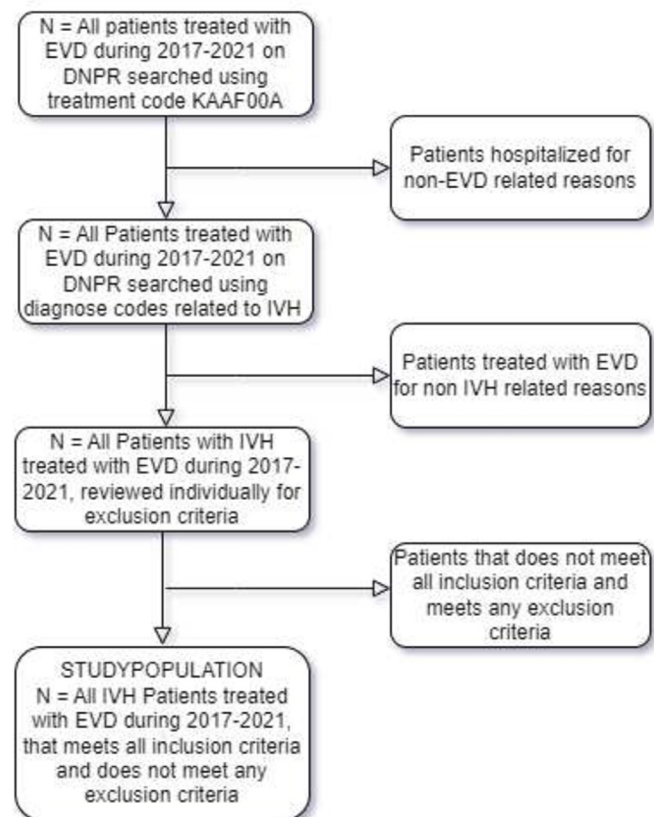 N = All patients treated with
EVD during 2017-2021 on
DNPR searched using
treatment code KAAF00A
Patients hospitalized for
non-EVD related reasons
N = All Patients treated with
EVD during 2017-2021 on
DNPR searched using
diagnose codes related to IVH
Patients treated with EVD
for non IVH related reasons
N = All Patients with IVH
treated with EVD during 2017-
2021, reviewed individually for
exclusion criteria
Patients that does not meet
all inclusion criteria and
meets any exclusion
criteria
STUDYPOPULATION
N = All IVH Patients treated
with EVD during 2017-2021,
that meets all inclusion criteria
and does not meet any
exclusion criteria